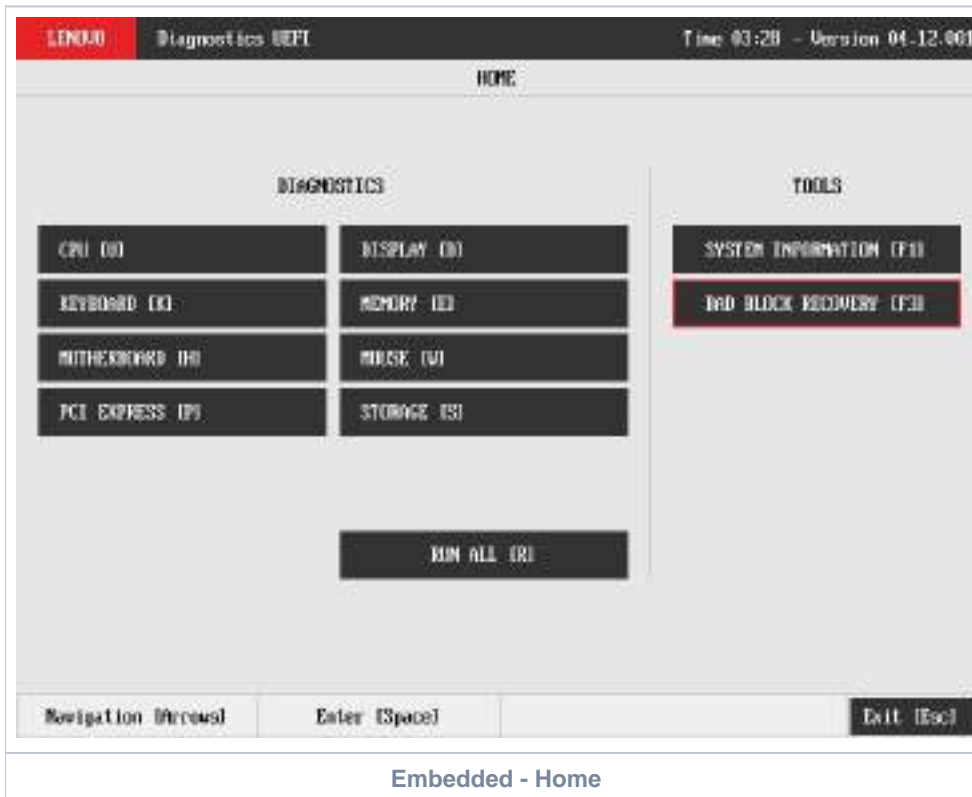 LENOVO Diagnostics UEFI Time 03:28 - Version 04.12.001
HOME
DIAGNOSTICS TOOLS
CPU [U] DISPLAY [D] SYSTEM INFORMATION [F1]
KEYBOARD [K] MEMORY [E] BAD BLOCK RECOVERY [F3]
MOTHERBOARD [H] MOUSE [W]
PCI EXPRESS [P] STORAGE [S]
RUN ALL [R]
Navigation [Arrows] Enter [Space] Exit [Esc]
Embedded - Home